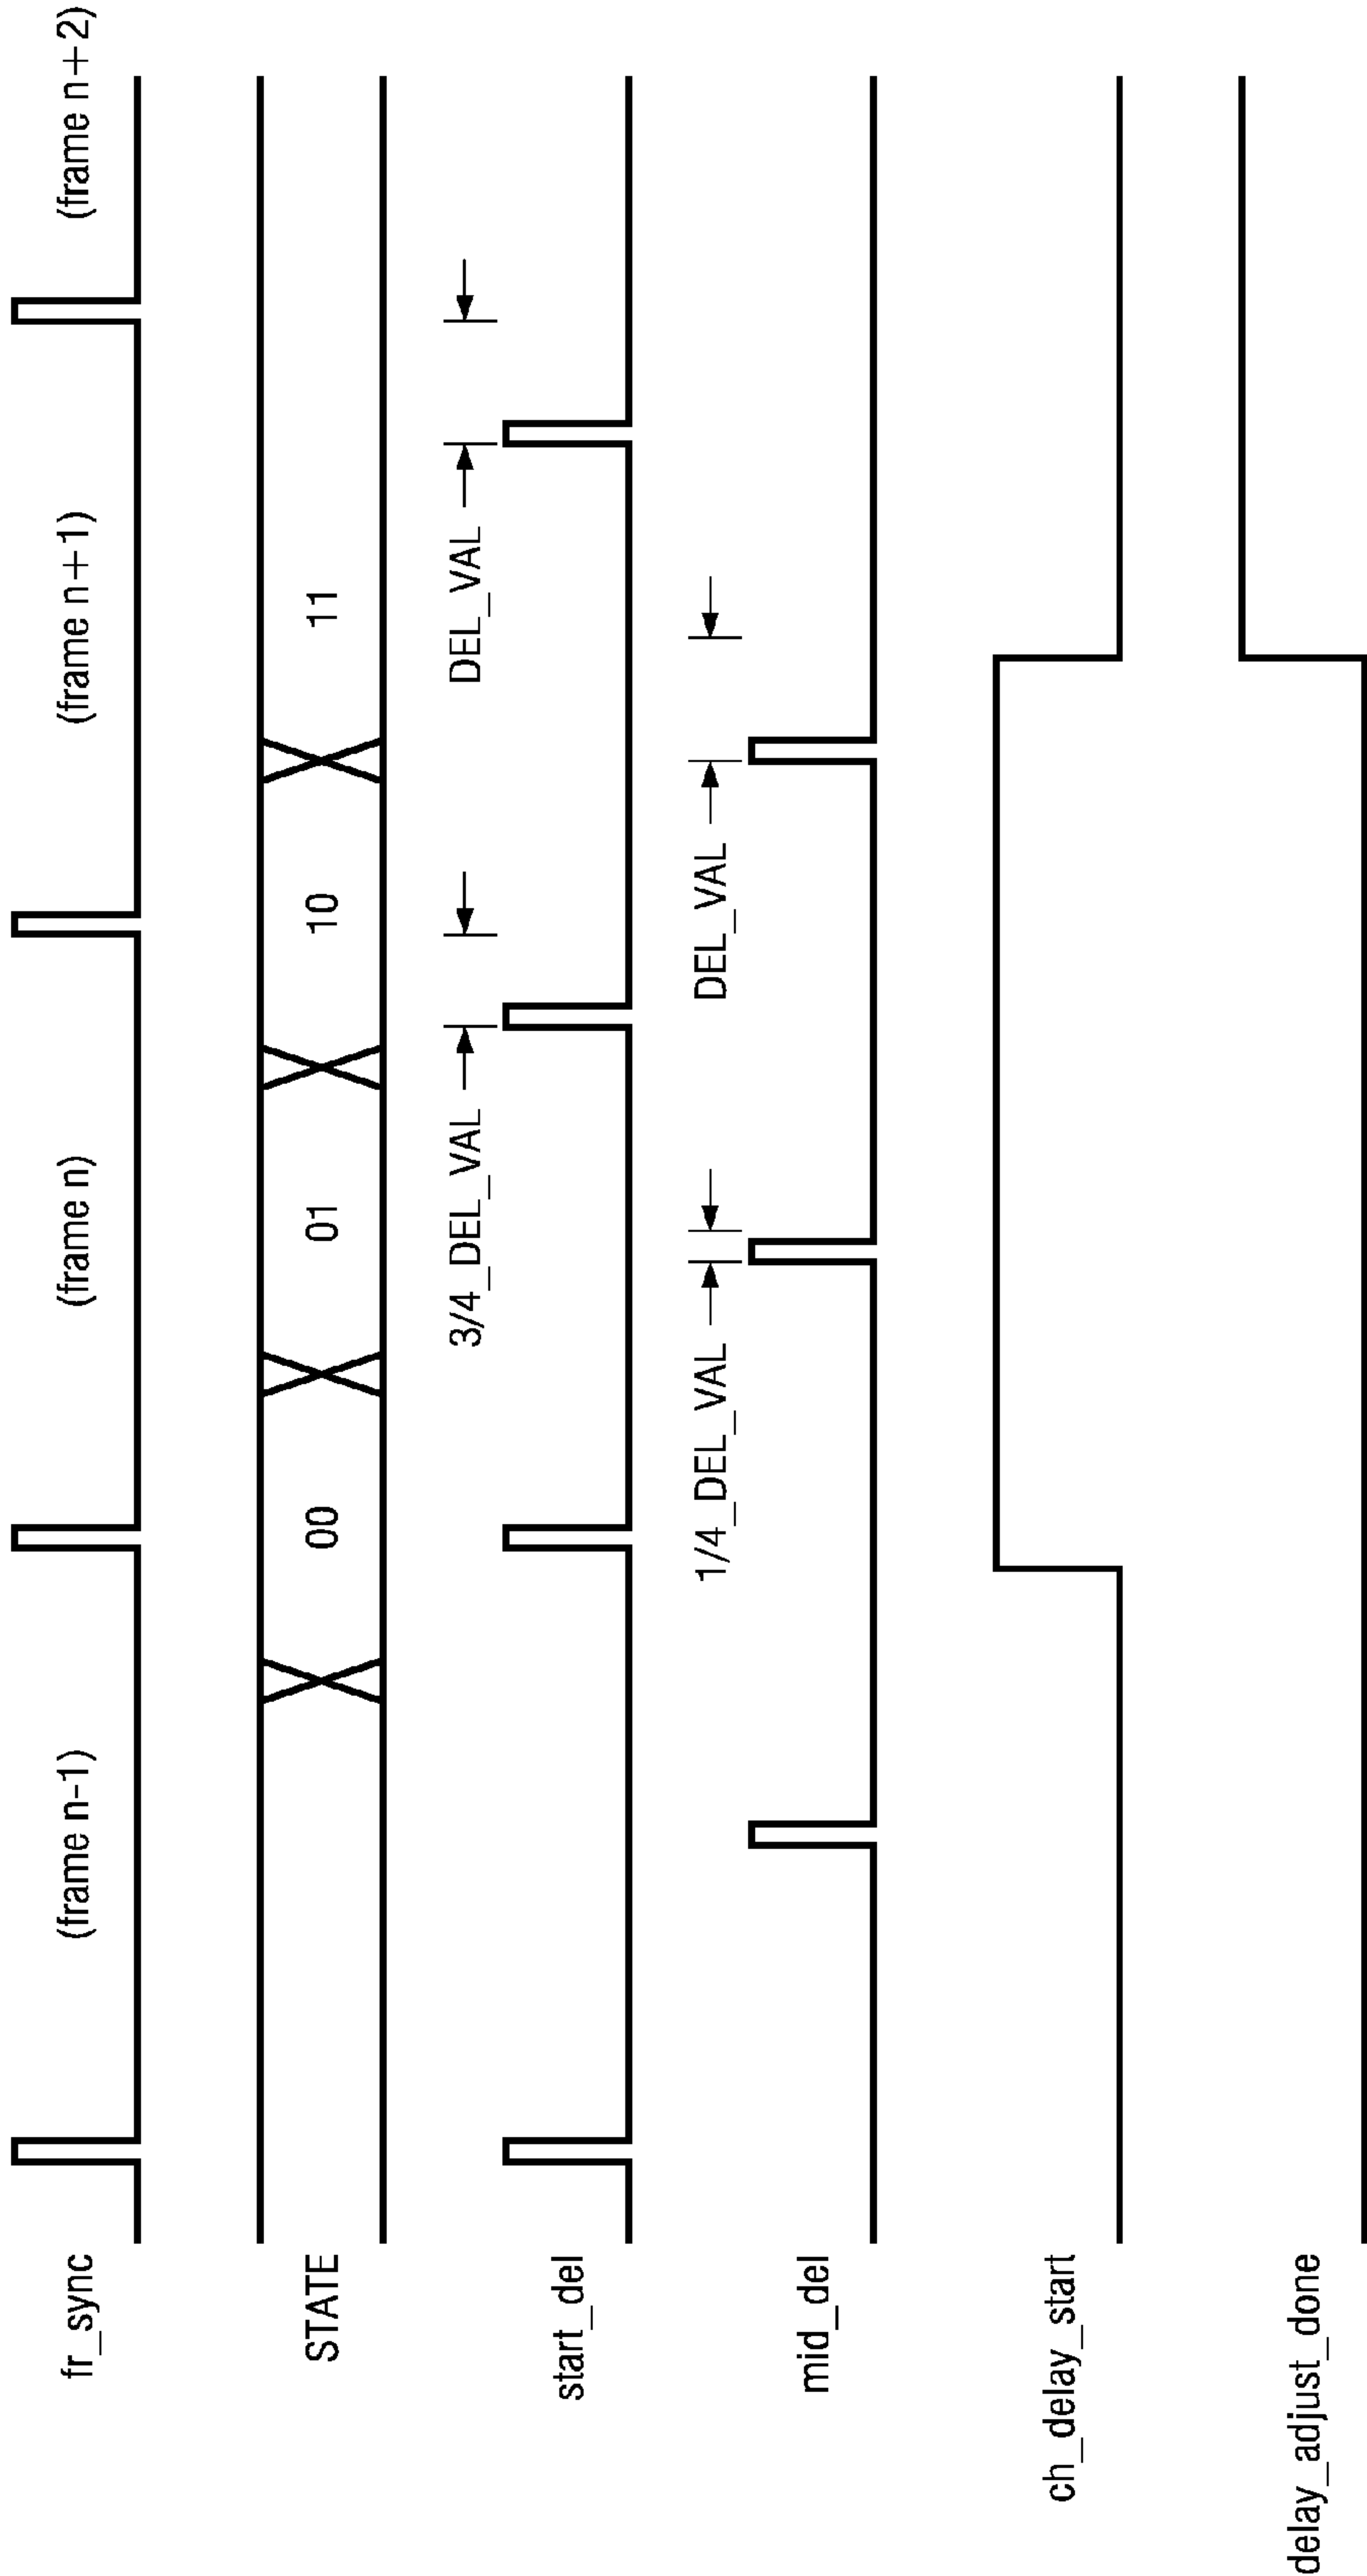 fr_sync
(frame n-1)
(frame n)
(frame n+1)
(frame n+2)
STATE
00
01
10
11
start_del
3/4_DEL_VAL
DEL_VAL
mid_del
1/4_DEL_VAL
DEL_VAL
ch_delay_start
delay_adjust_done